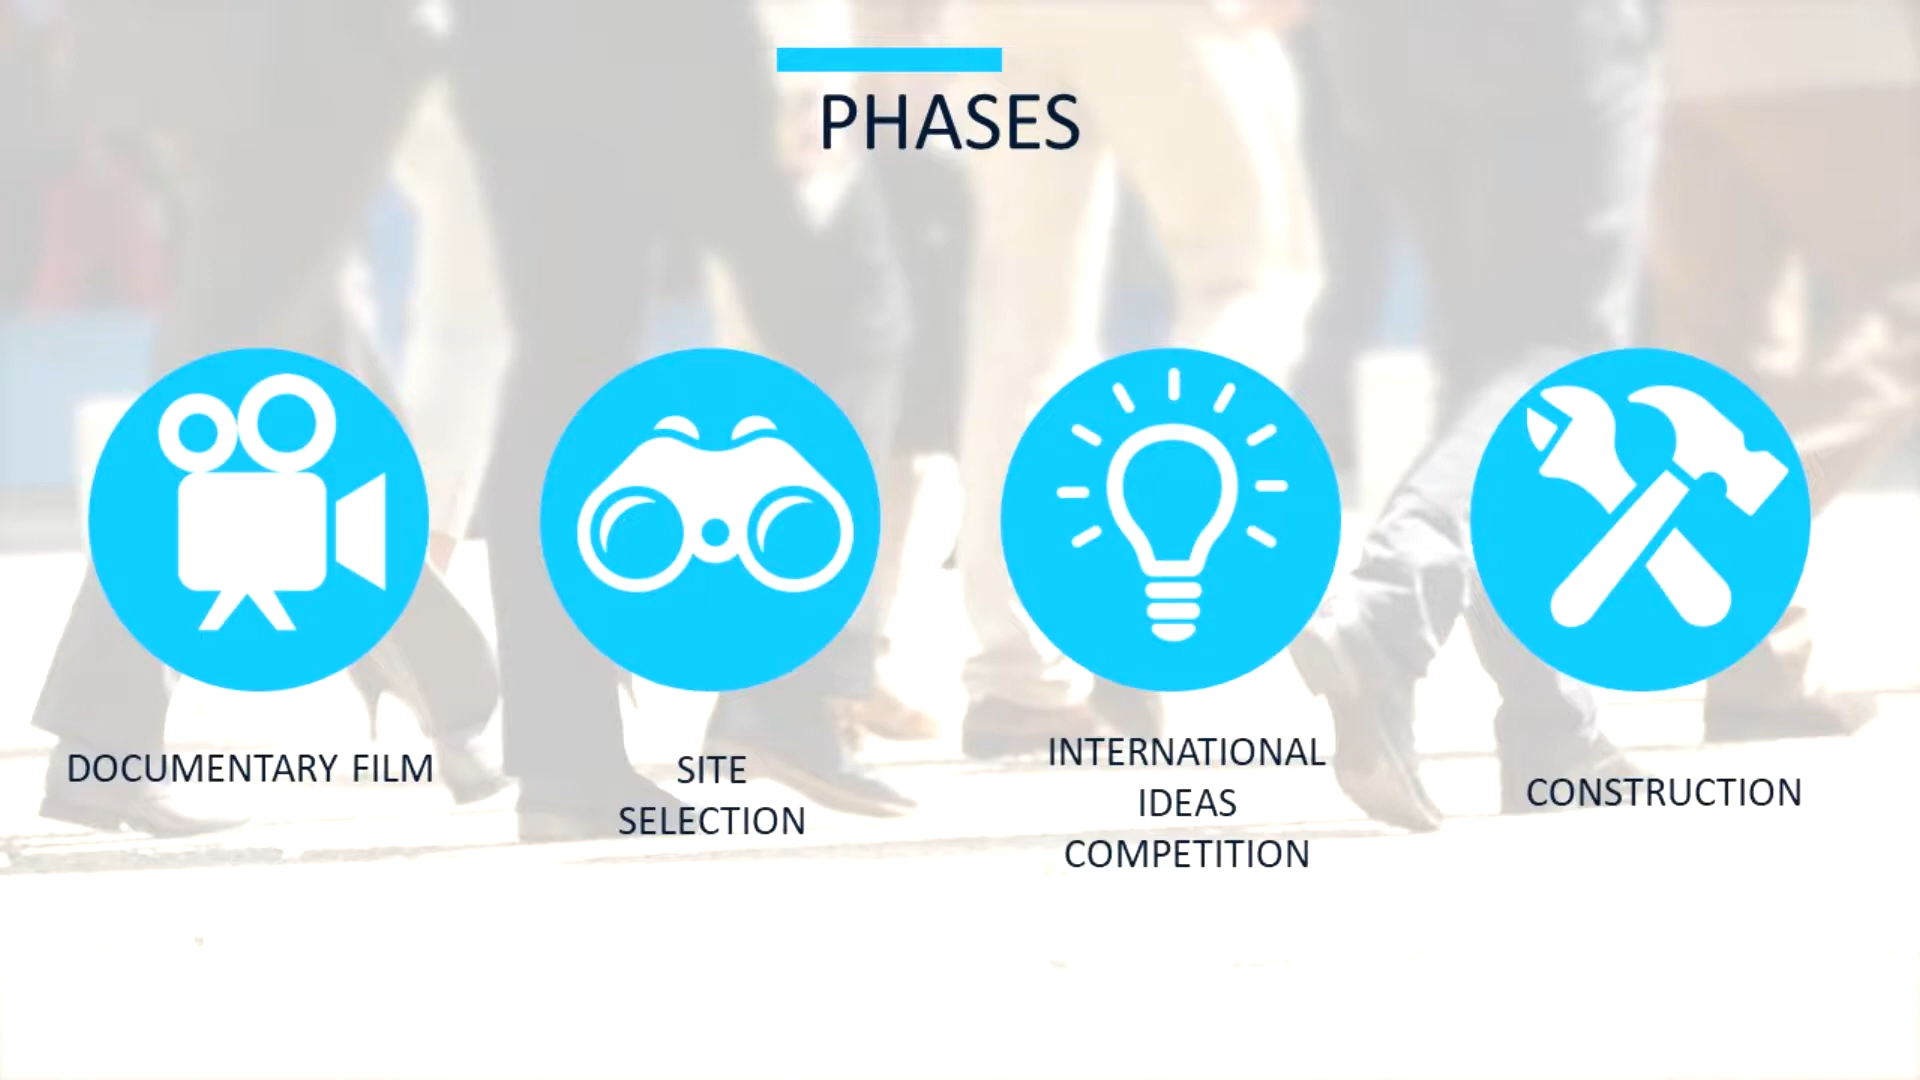 PHASES
DOCUMENTARY FILM
SITE
SELECTION
INTERNATIONAL
IDEAS
COMPETITION
CONSTRUCTION